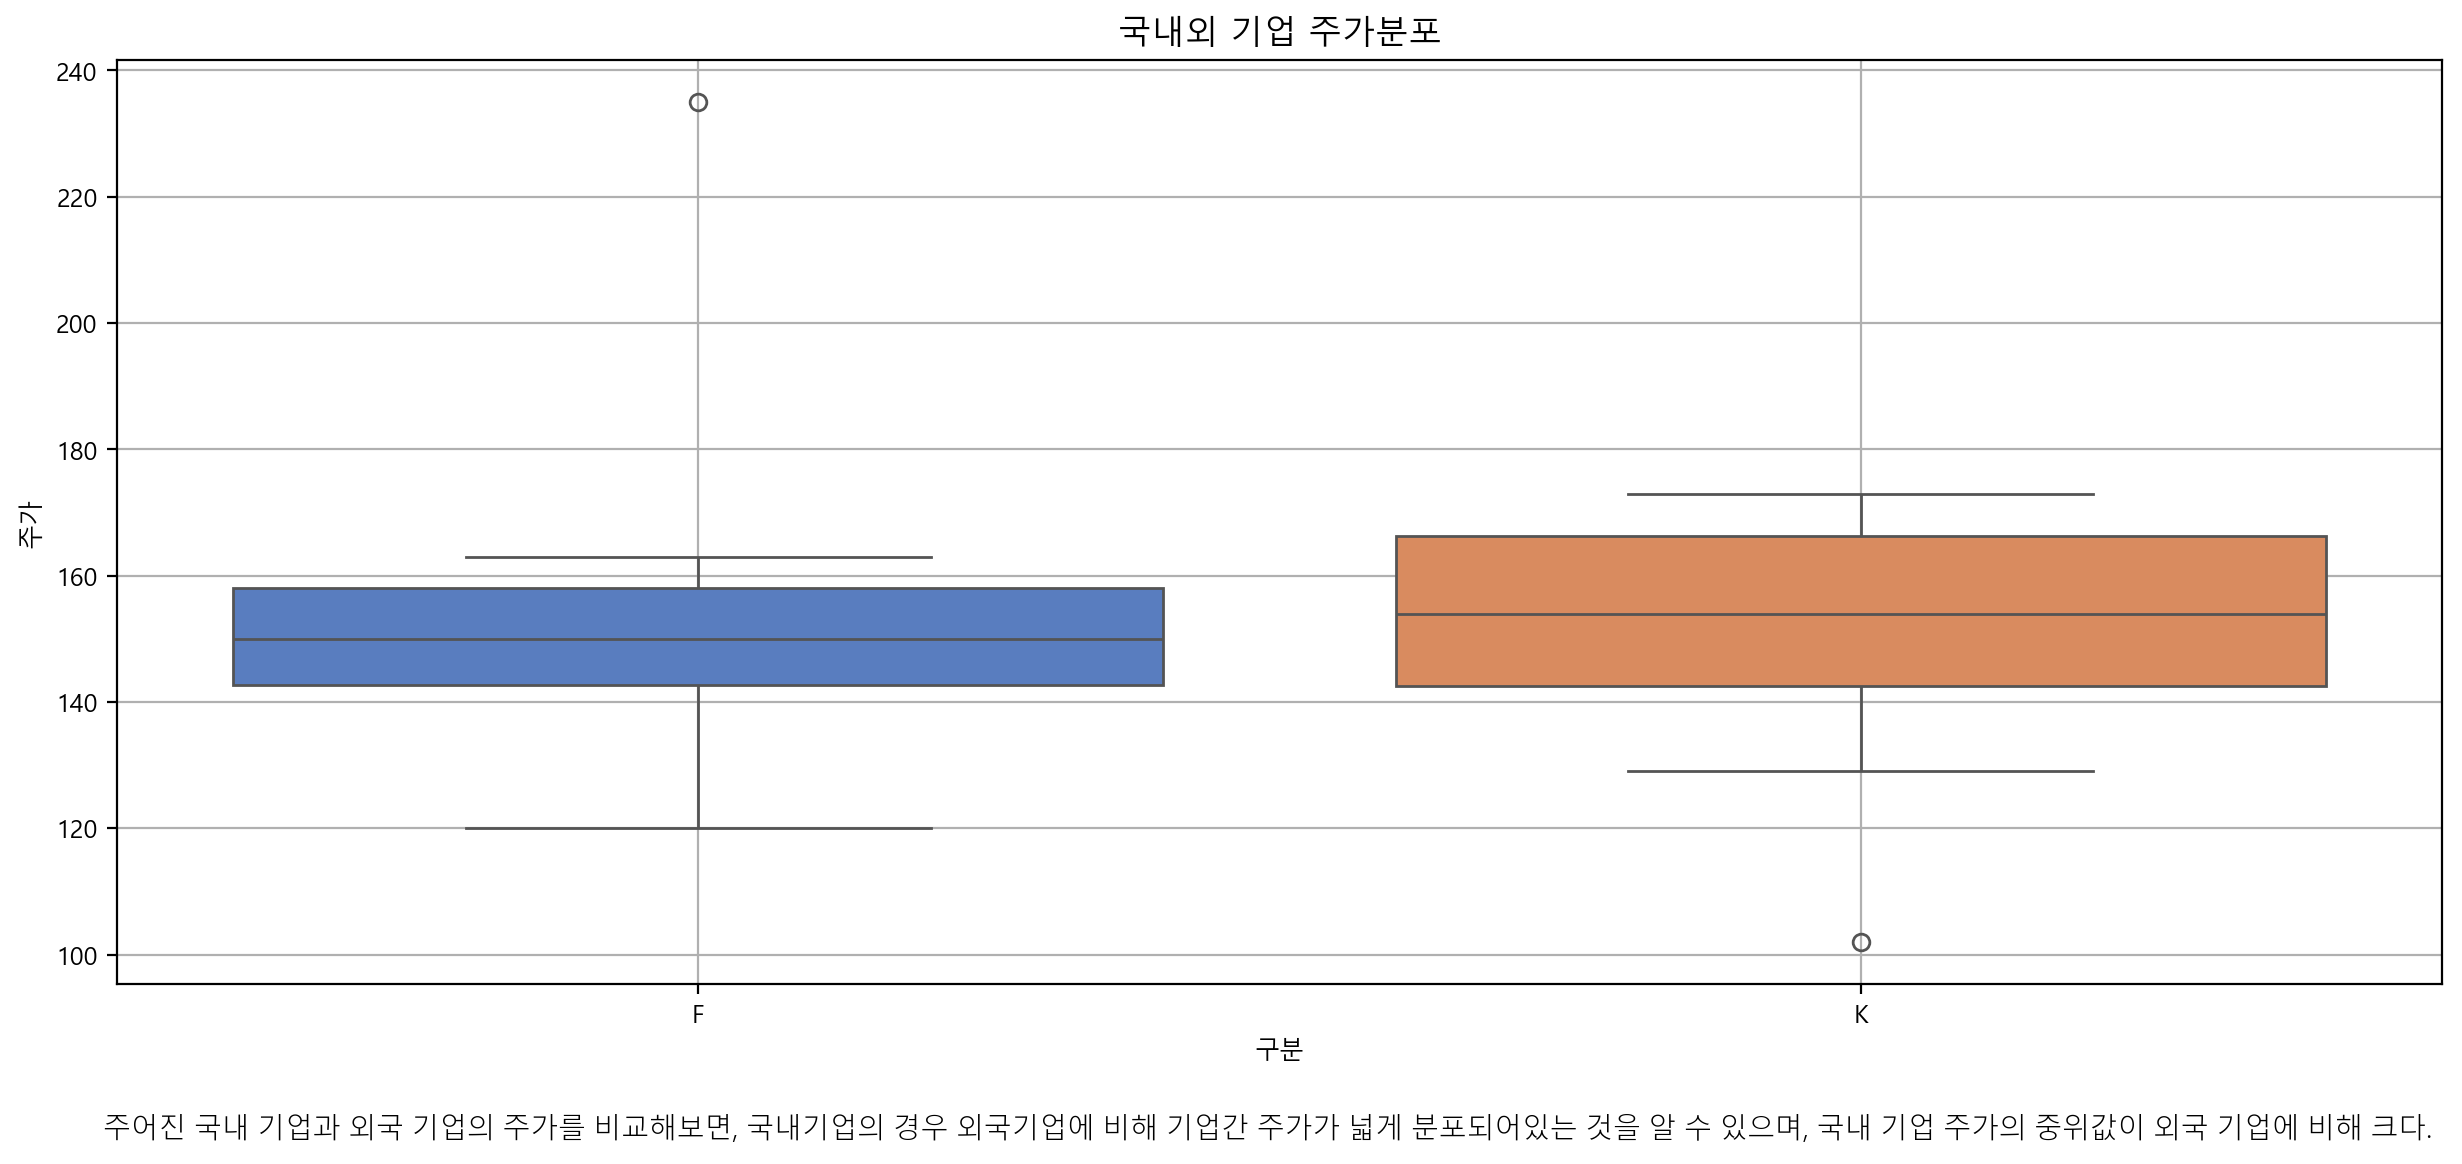 국내외 기업 주가분포
240
220
200
180
160
140
120
100
주가
F
K
구분
주어진 국내 기업과 외국 기업의 주가를 비교해보면, 국내기업의 경우 외국기업에 비해 기업간 주가가 넓게 분포되어있는 것을 알 수 있으며, 국내 기업 주가의 중위값이 외국 기업에 비해 크다.